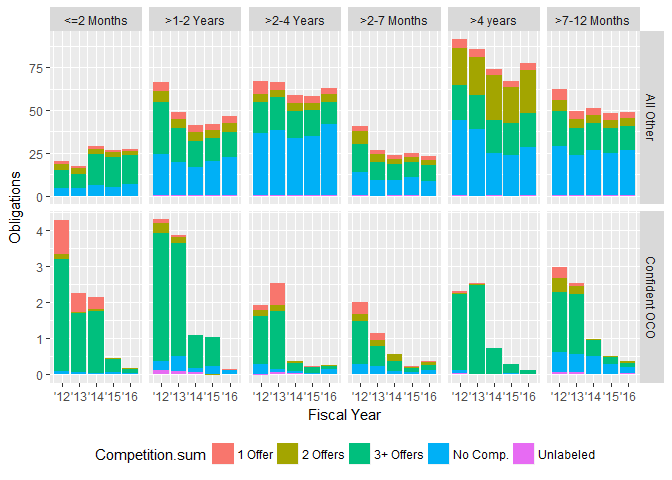 <=2 Months >1-2 Years >2-4 Years >2-7 Months >4 years >7-12 Months
75
50
25
0
All Other
Obligations
4
3
2
1
0
Confident OCO
'12 '13 '14 '15 '16 '12 '13 '14 '15 '16 '12 '13 '14 '15 '16 '12 '13 '14 '15 '16 '12 '13 '14 '15 '16 '12 '13 '14 '15 '16
Fiscal Year
Competition.sum 1 Offer 2 Offers 3+ Offers No Comp. Unlabeled